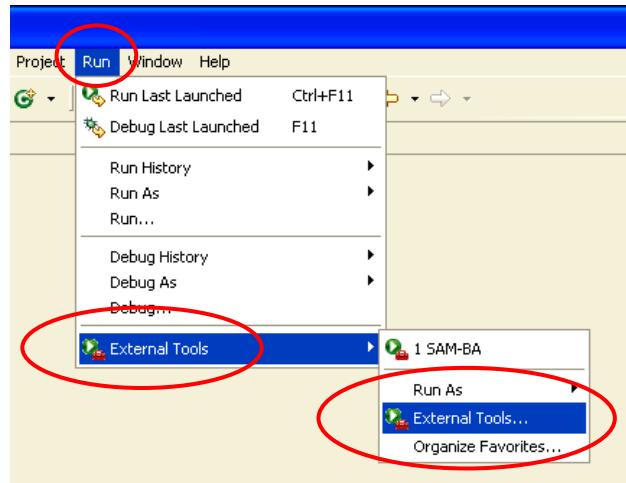 Project Run Window Help
Run Last Launched Ctrl+F11
Debug Last Launched F11
Run History
Run As
Run...
Debug History
Debug As
Debug...
External Tools
1 SAM-BA
Run As
External Tools...
Organize Favorites...